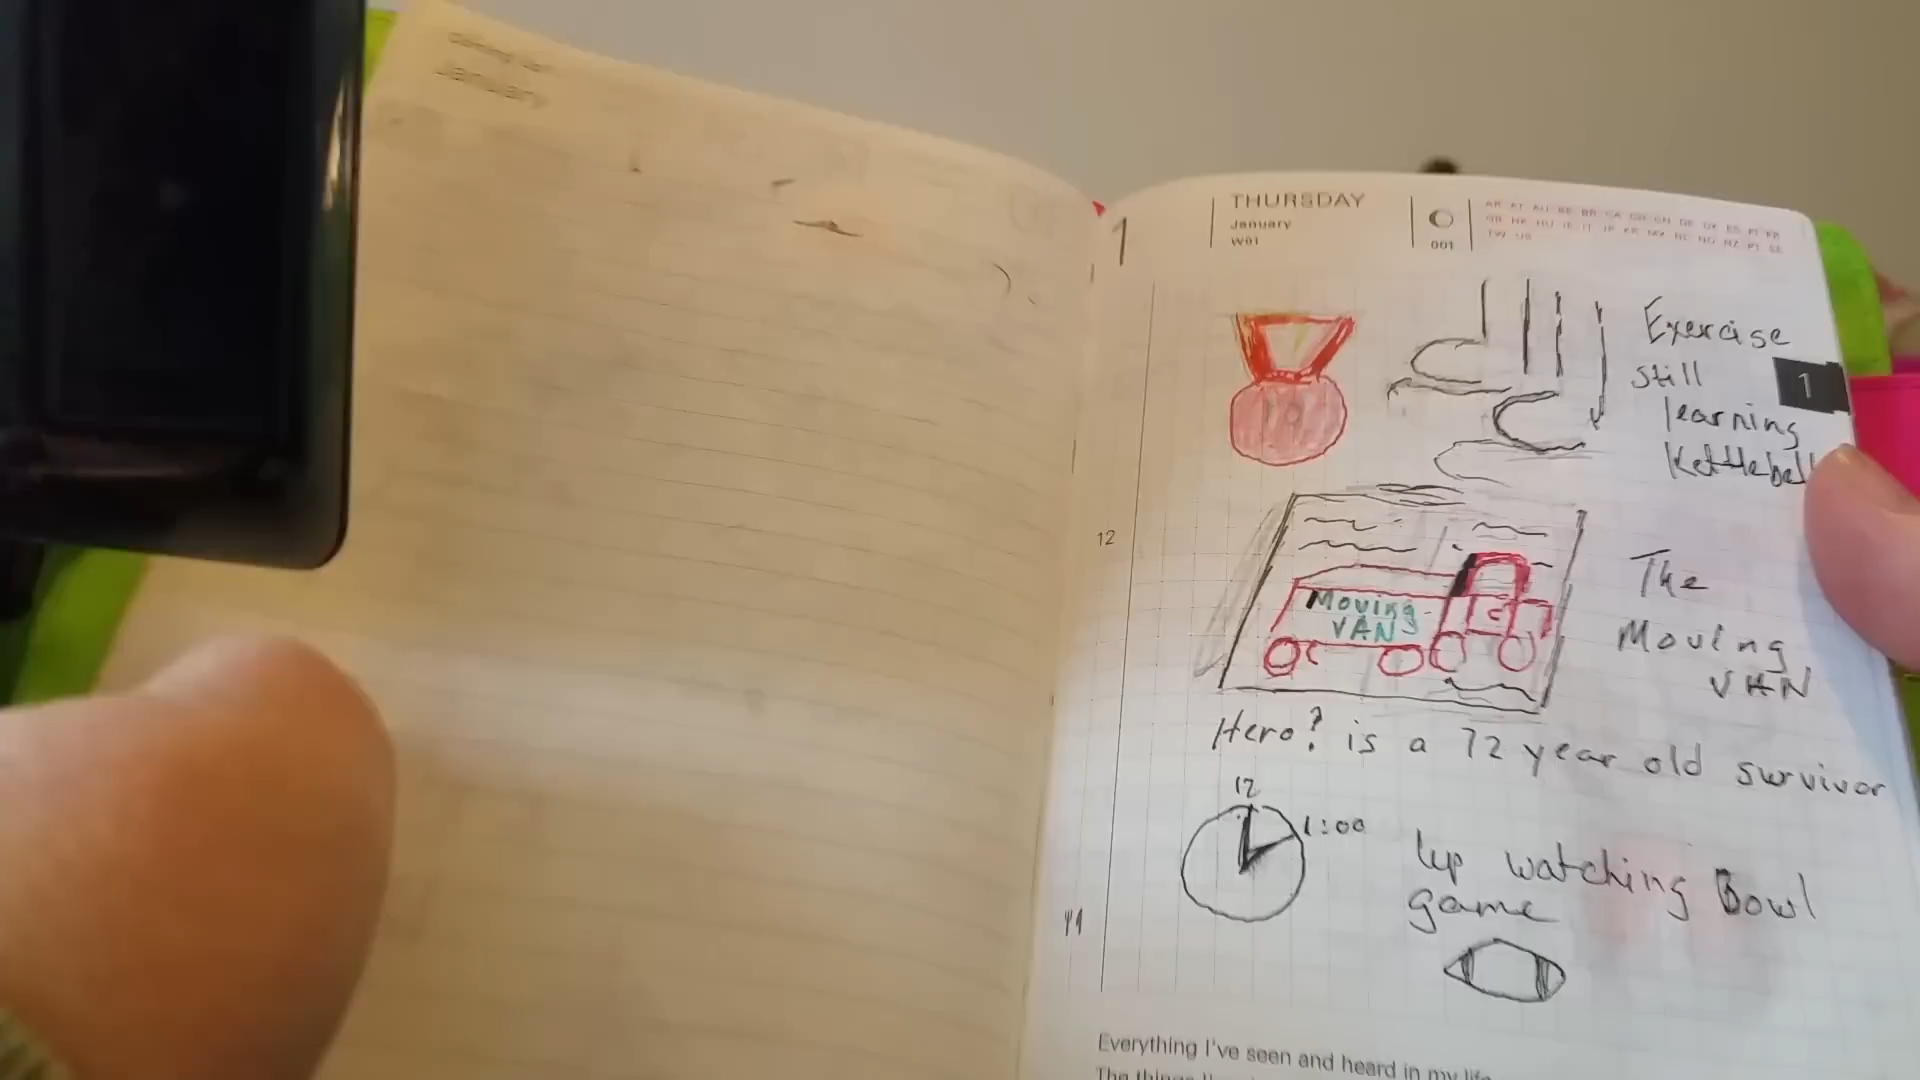 January
1
THURSDAY
January
W01
001
Exercise
Still
learning
Kettlebell
1
12
Moving
VAN
The
Moving
VAN
Hero? is a 72 year old survivor
12
1:00
up watching Bowl
game
Everything I've seen and heard in my life